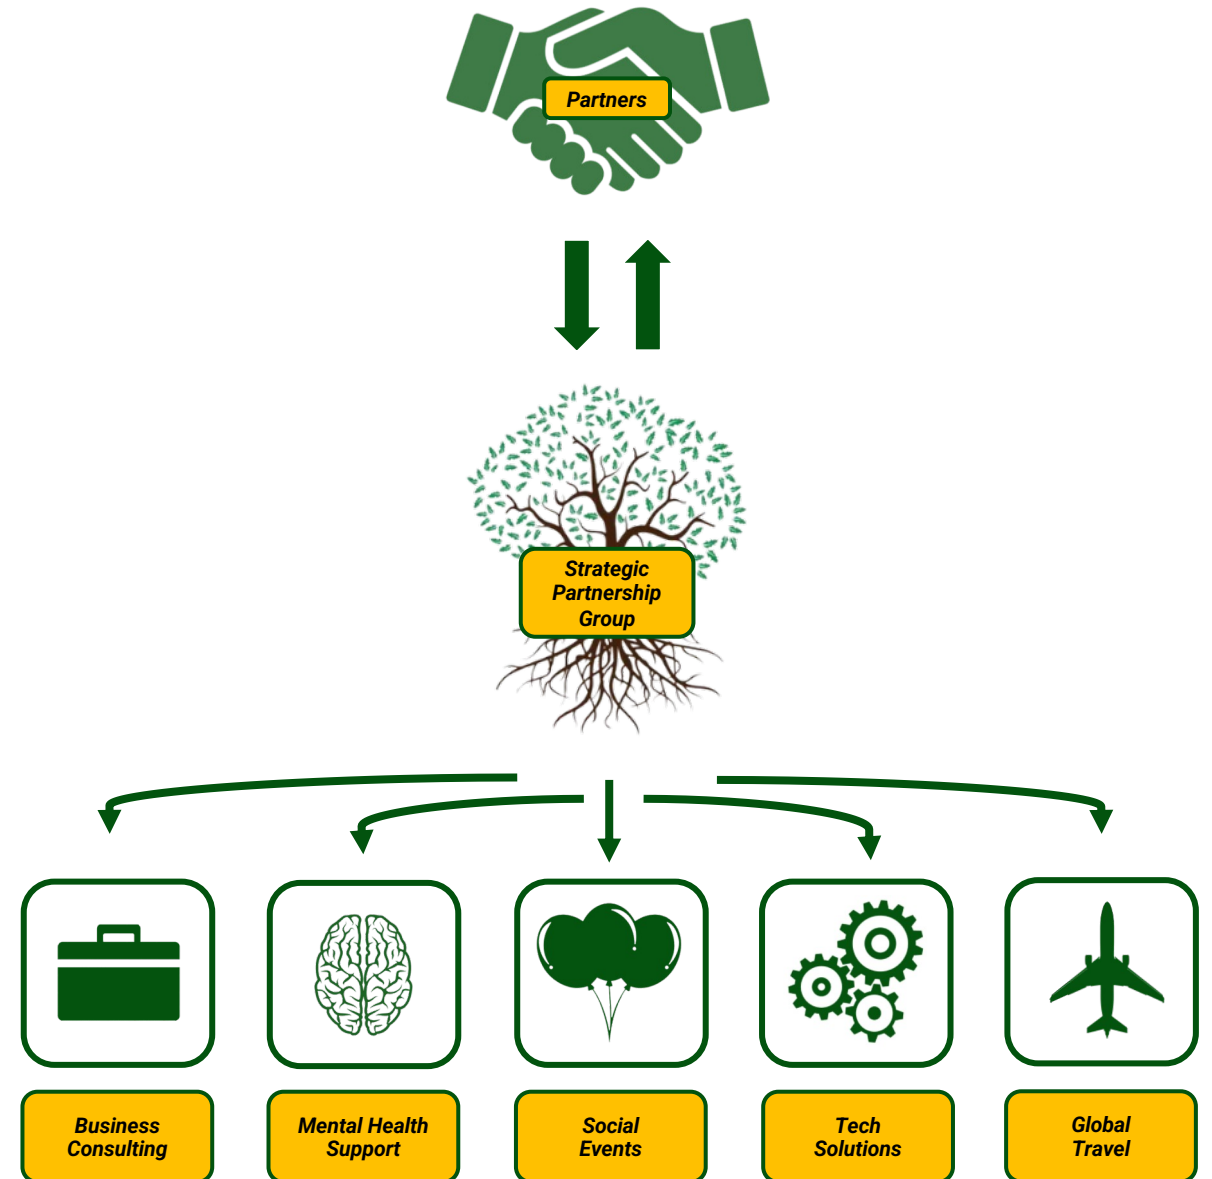 Partners
Strategic
Partnership
Group
Business
Consulting
Mental Health
Support
Social
Events
Tech
Solutions
Global
Travel